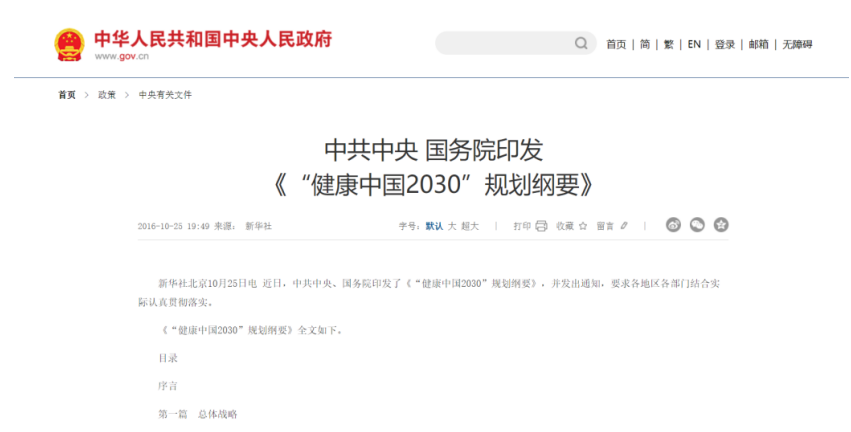 中华人民共和国中央人民政府
www.gov.cn
首页 | 简 | 繁 | EN | 登录 | 邮箱 | 无障碍
首页 > 政策 > 中央有关文件
中共中央 国务院印发
《“健康中国2030”规划纲要》
2016-10-25 19:49 来源： 新华社
字号：默认 大 超大 | 打印 收藏 留言 |
新华社北京10月25日电 近日，中共中央、国务院印发了《“健康中国2030”规划纲要》，并发出通知，要求各地区各部门结合实
际认真贯彻落实。
《“健康中国2030”规划纲要》全文如下。
目录
序言
第一篇 总体战略